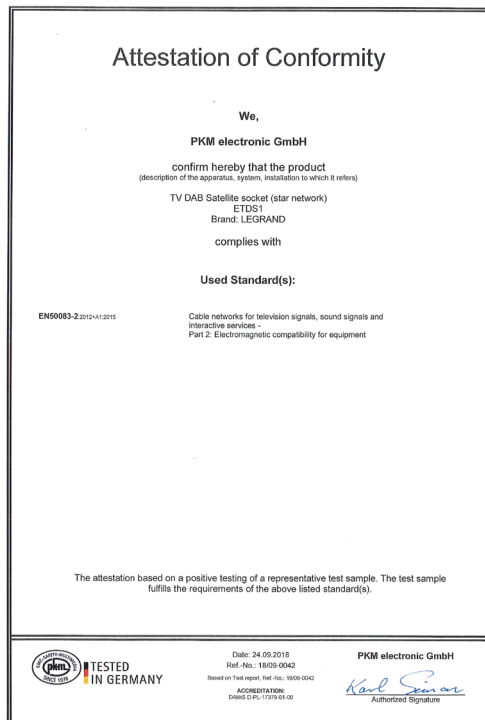 Attestation of Conformity
We,
PKM electronic GmbH
confirm hereby that the product
(description of the apparatus, system, installation to which it refers)
TV DAB Satellite socket (star network)
ETDS1
Brand: LEGRAND
complies with
Used Standard(s):
EN50083-2:2012+A1:2015
Cable networks for television signals, sound signals and
interactive services -
Part 2: Electromagnetic compatibility for equipment
The attestation based on a positive testing of a representative test sample. The test sample
fulfills the requirements of the above listed standard(s).
EMC-SAFETY-MULTIMEDIA
pkm
SINCE 1978
TESTED
IN GERMANY
Date: 24.09.2018
Ref.-No.: 18/09-0042
Based on Test report, Ref.-No.: 18/09-0042
ACCREDITATION:
DAkkS D-PL-17379-01-00
PKM electronic GmbH
Karl
Authorized Signature